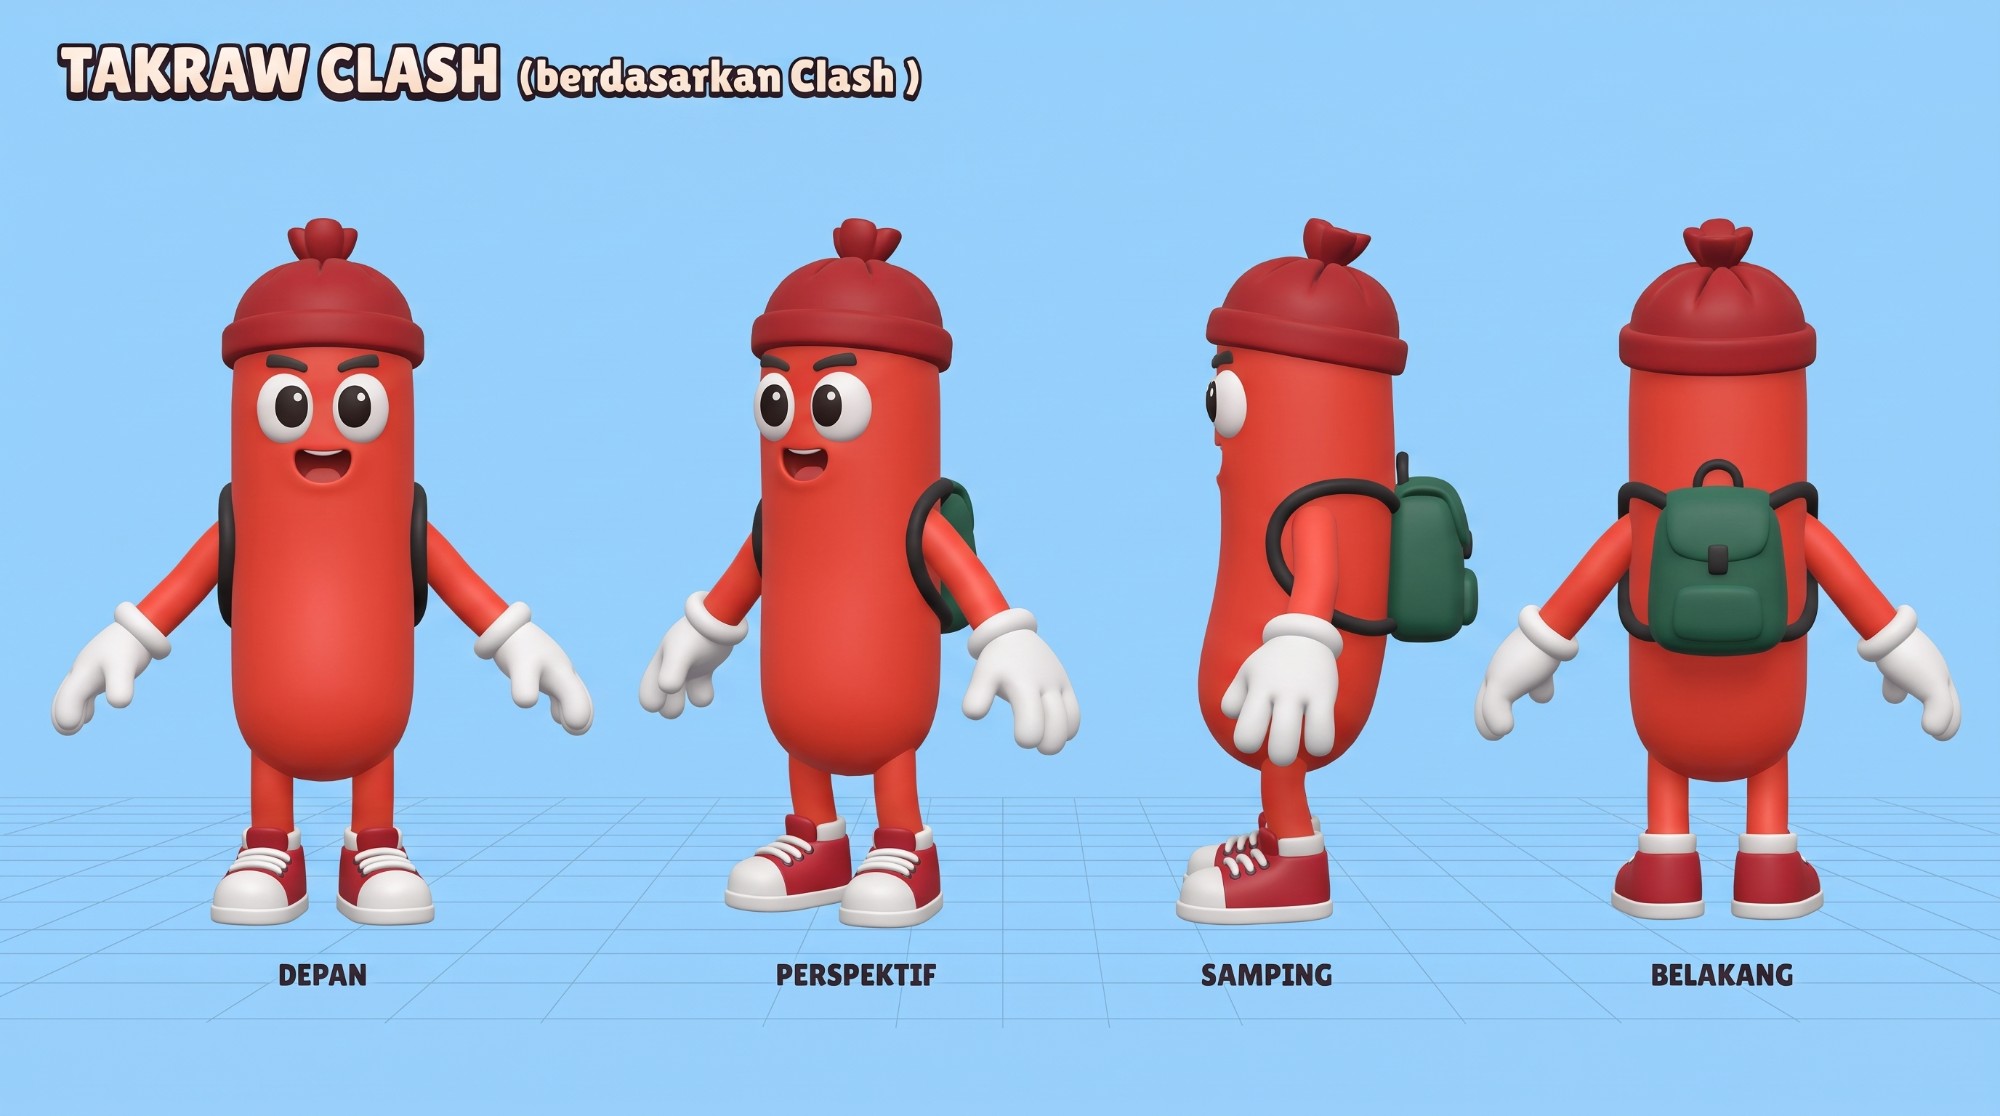 TAKRAW CLASH (berdasarkan Clash )
DEPAN
PERSPEKTIF
SAMPING
BELAKANG